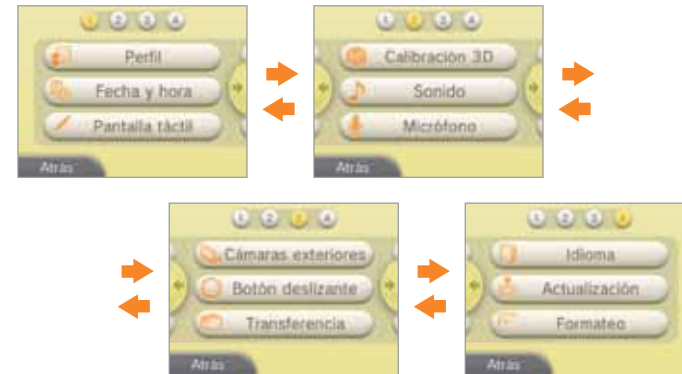 1 2 3 4
Perfil
Fecha y hora
Pantalla táctil
Atrás
1 2 3 4
Calibración 3D
Sonido
Micrófono
Atrás
1 2 3 4
Cámaras exteriores
Botón deslizante
Transferencia
Atrás
1 2 3 4
Idioma
Actualización
Formateo
Atrás